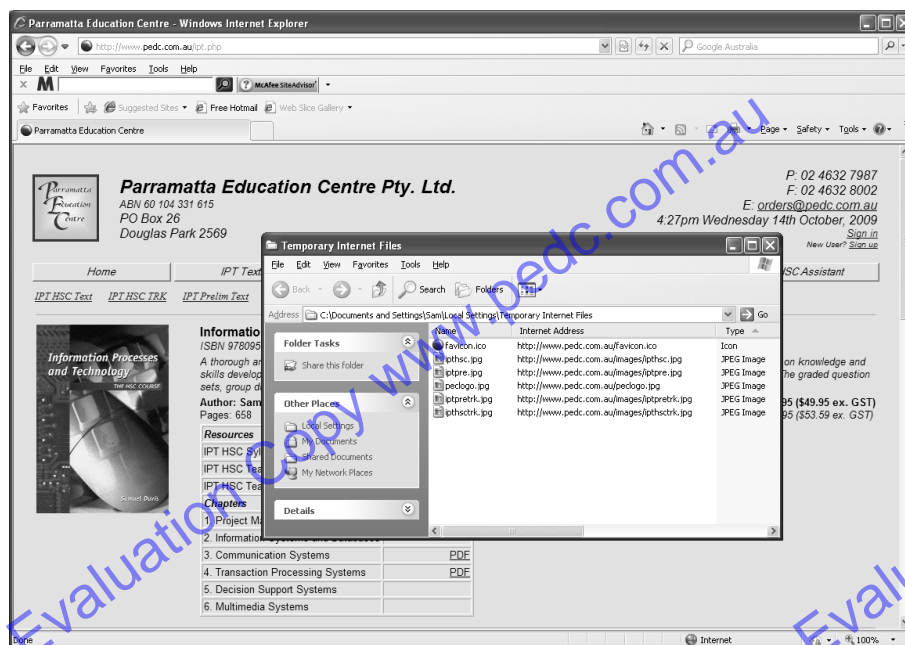 Parramatta Education Centre - Windows Internet Explorer
http://www.pedc.com.au/ipt.php
Google Australia
File Edit View Favorites Tools Help
M McAfee SiteAdvisor
Favorites Suggested Sites Free Hotmail Web Slice Gallery
Parramatta Education Centre Page Safety Tools
Parramatta
Education
Centre
Parramatta Education Centre Pty. Ltd.
ABN 60 104 331 615
PO Box 26
Douglas Park 2569
P: 02 4632 7987
F: 02 4632 8002
E: orders@pedc.com.au
4:27pm Wednesday 14th October, 2009
Sign in
New User? Sign up
Home IPT Text HSC Assistant
IPT HSC Text IPT HSC TRK IPT Prelim Text
Information Processes
and Technology
THE HSC COURSE
Samuel Davis
Informatio
ISBN 978095
A thorough an on knowledge and
skills develop he graded question
sets, group d
Author: Sam 95 ($49.95 ex. GST)
Pages: 658 95 ($53.59 ex. GST)
Resources
IPT HSC Syl
IPT HSC Tea
IPT HSC Tea
Chapters
1. Project Ma
2. Information Systems and Databases
3. Communication Systems PDF
4. Transaction Processing Systems PDF
5. Decision Support Systems
6. Multimedia Systems
Temporary Internet Files
File Edit View Favorites Tools Help
Back Search Folders
Address C:\Documents and Settings\Sam\Local Settings\Temporary Internet Files Go
Folder Tasks
Share this folder
Other Places
Local Settings
My Documents
Shared Documents
My Network Places
Details
Name Internet Address Type
favicon.ico http://www.pedc.com.au/favicon.ico Icon
ipthsc.jpg http://www.pedc.com.au/images/ipthsc.jpg JPEG Image
iptpre.jpg http://www.pedc.com.au/images/iptpre.jpg JPEG Image
peclogo.jpg http://www.pedc.com.au/peclogo.jpg JPEG Image
iptpretrk.jpg http://www.pedc.com.au/images/iptpretrk.jpg JPEG Image
ipthsctrk.jpg http://www.pedc.com.au/images/ipthsctrk.jpg JPEG Image
Done Internet 100%
Evaluation Copy www.pedc.com.au
Evalu